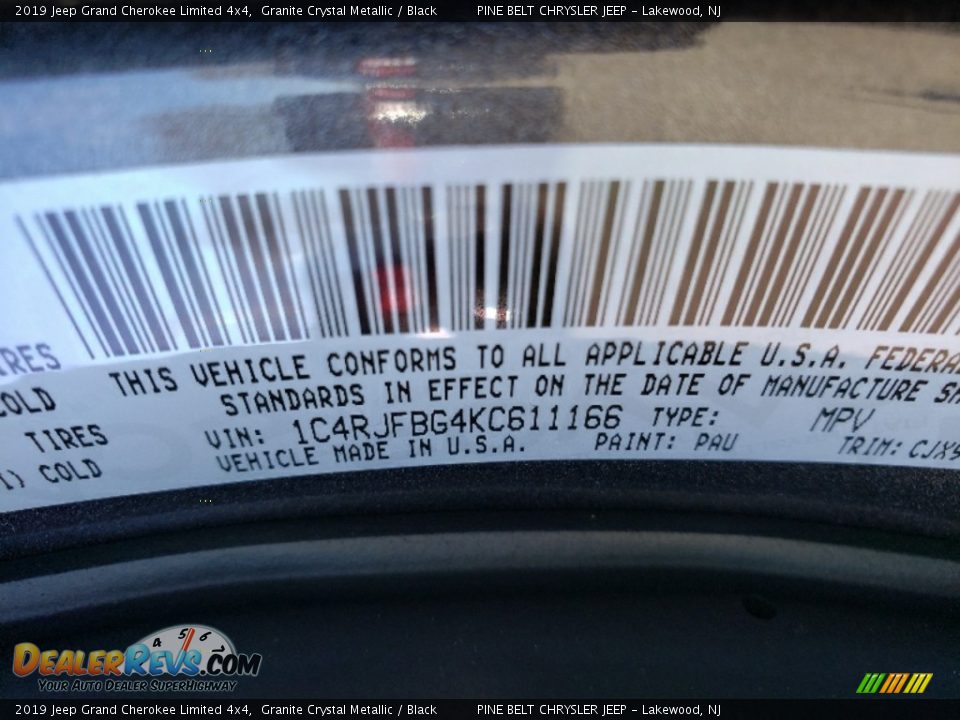 2019 Jeep Grand Cherokee Limited 4x4,  Granite Crystal Metallic / Black PINE BELT CHRYSLER JEEP - Lakewood, NJ
THIS VEHICLE CONFORMS TO ALL APPLICABLE U.S.A.
STANDARDS IN EFFECT ON THE DATE OF MANUFACTURE
VIN: 1C4RJFBG4KC611166 TYPE: MPV
VEHICLE MADE IN U.S.A. PAINT: PAU TRIM:
COLD
TIRES
COLD
4 5 6
DEALERREVS.COM
YOUR AUTO DEALER SUPERHIGHWAY
2019 Jeep Grand Cherokee Limited 4x4,  Granite Crystal Metallic / Black PINE BELT CHRYSLER JEEP - Lakewood, NJ